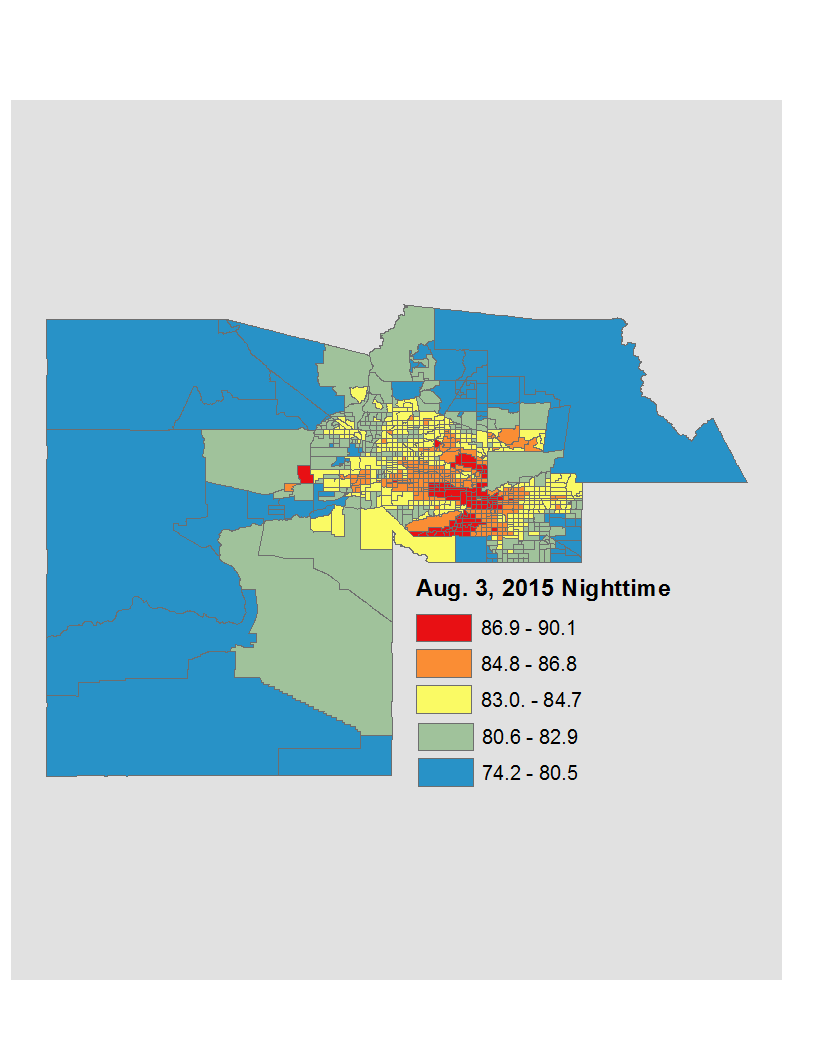 Aug. 3, 2015 Nighttime
86.9 - 90.1
84.8 - 86.8
83.0. - 84.7
80.6 - 82.9
74.2 - 80.5